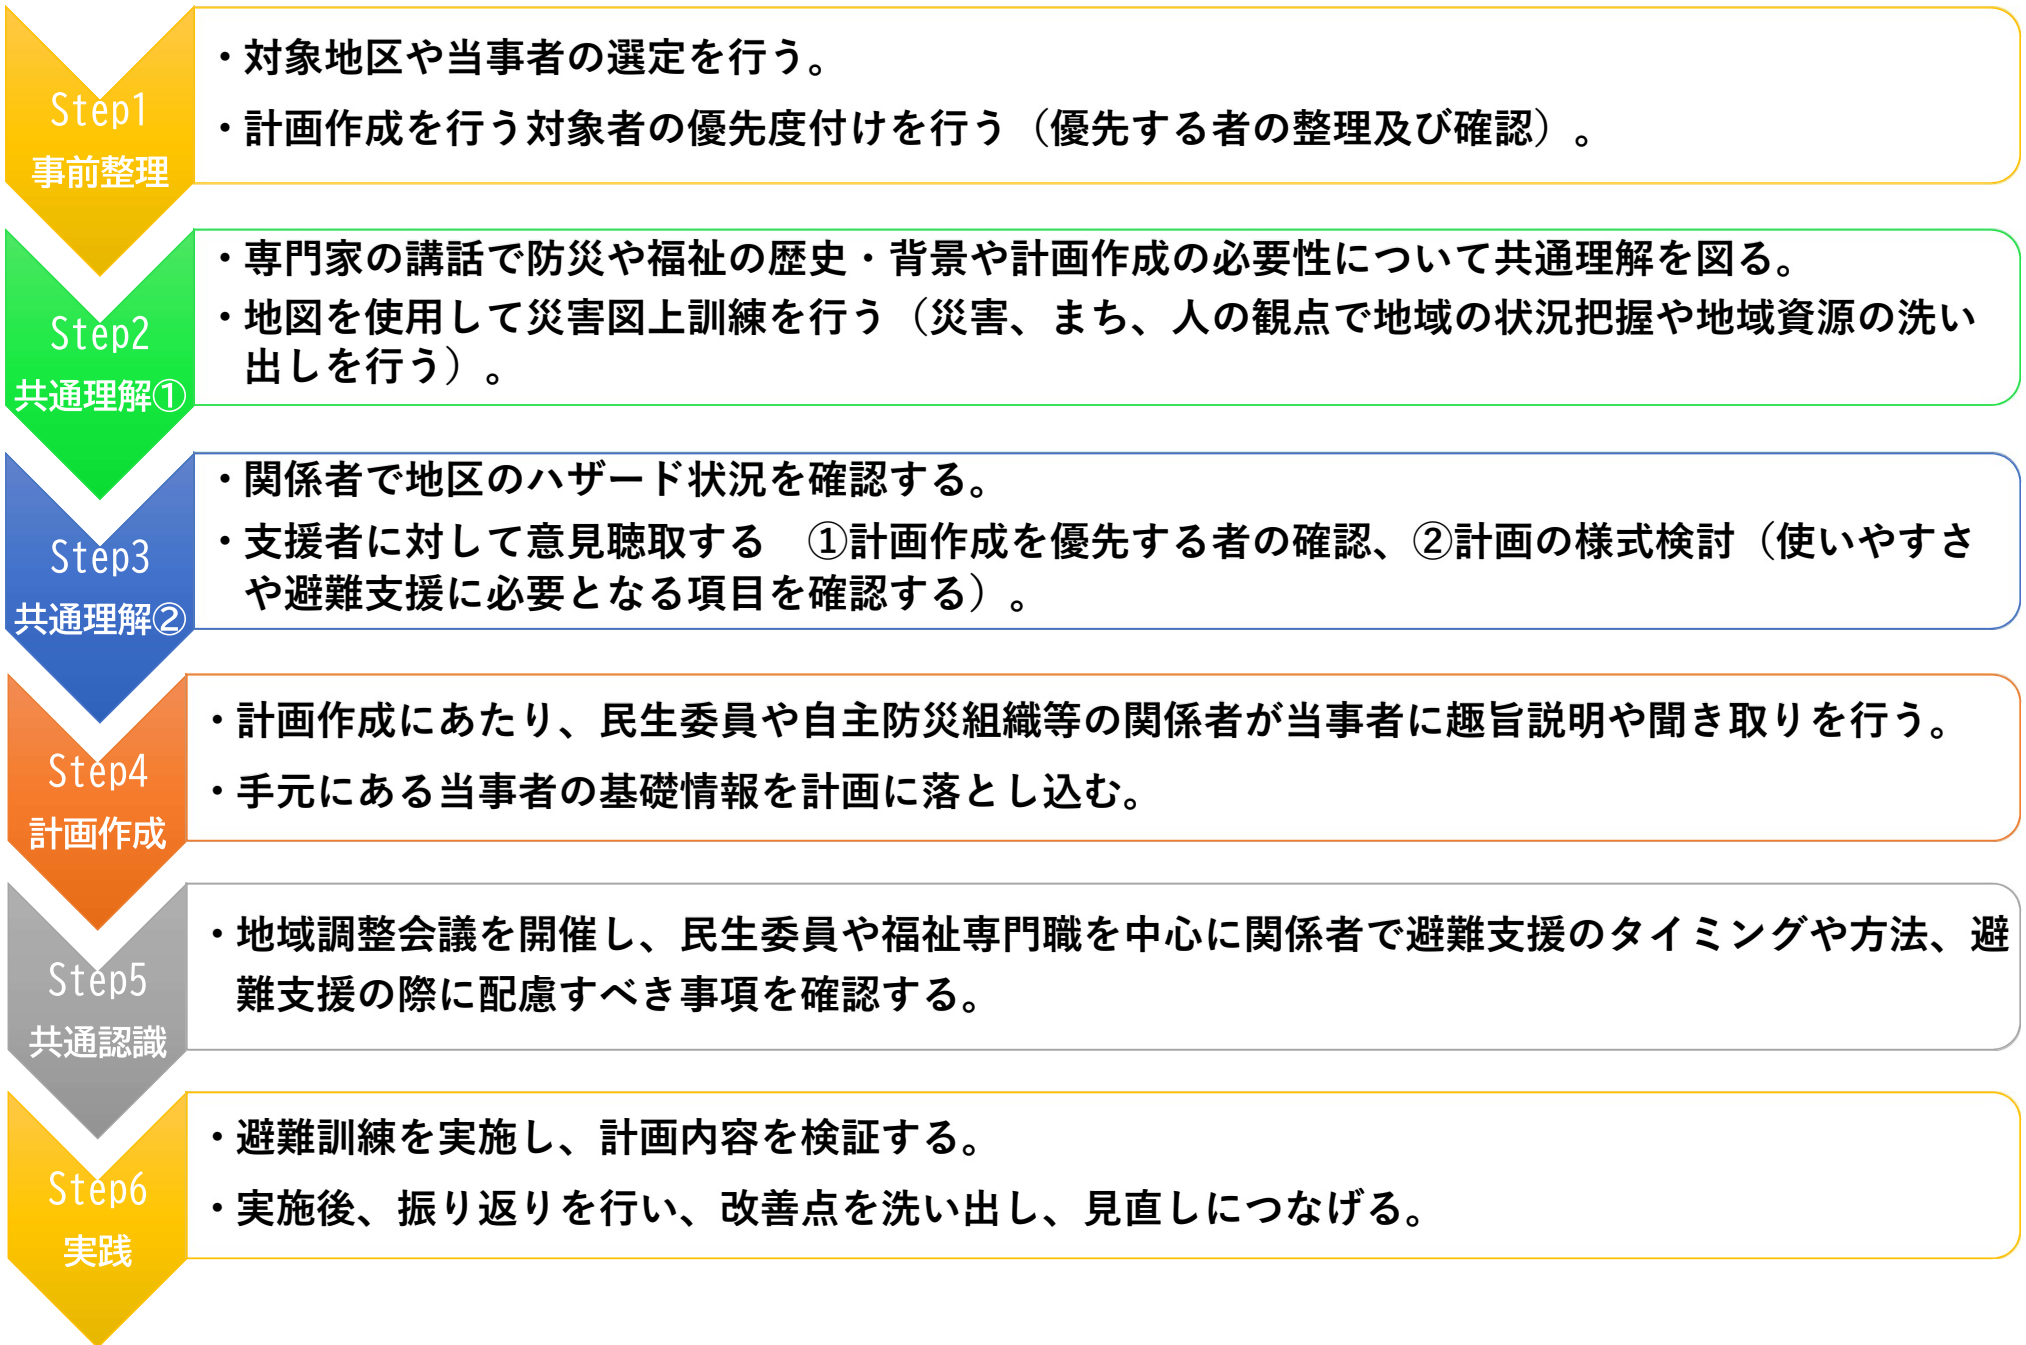 Step1
事前整理
・対象地区や当事者の選定を行う。
・計画作成を行う対象者の優先度付けを行う（優先する者の整理及び確認）。
Step2
共通理解①
・専門家の講話で防災や福祉の歴史・背景や計画作成の必要性について共通理解を図る。
・地図を使用して災害図上訓練を行う（災害、まち、人の観点で地域の状況把握や地域資源の洗い
出しを行う）。
Step3
共通理解②
・関係者で地区のハザード状況を確認する。
・支援者に対して意見聴取する　①計画作成を優先する者の確認、②計画の様式検討（使いやすさ
や避難支援に必要となる項目を確認する）。
Step4
計画作成
・計画作成にあたり、民生委員や自主防災組織等の関係者が当事者に趣旨説明や聞き取りを行う。
・手元にある当事者の基礎情報を計画に落とし込む。
Step5
共通認識
・地域調整会議を開催し、民生委員や福祉専門職を中心に関係者で避難支援のタイミングや方法、避
難支援の際に配慮すべき事項を確認する。
Step6
実践
・避難訓練を実施し、計画内容を検証する。
・実施後、振り返りを行い、改善点を洗い出し、見直しにつなげる。